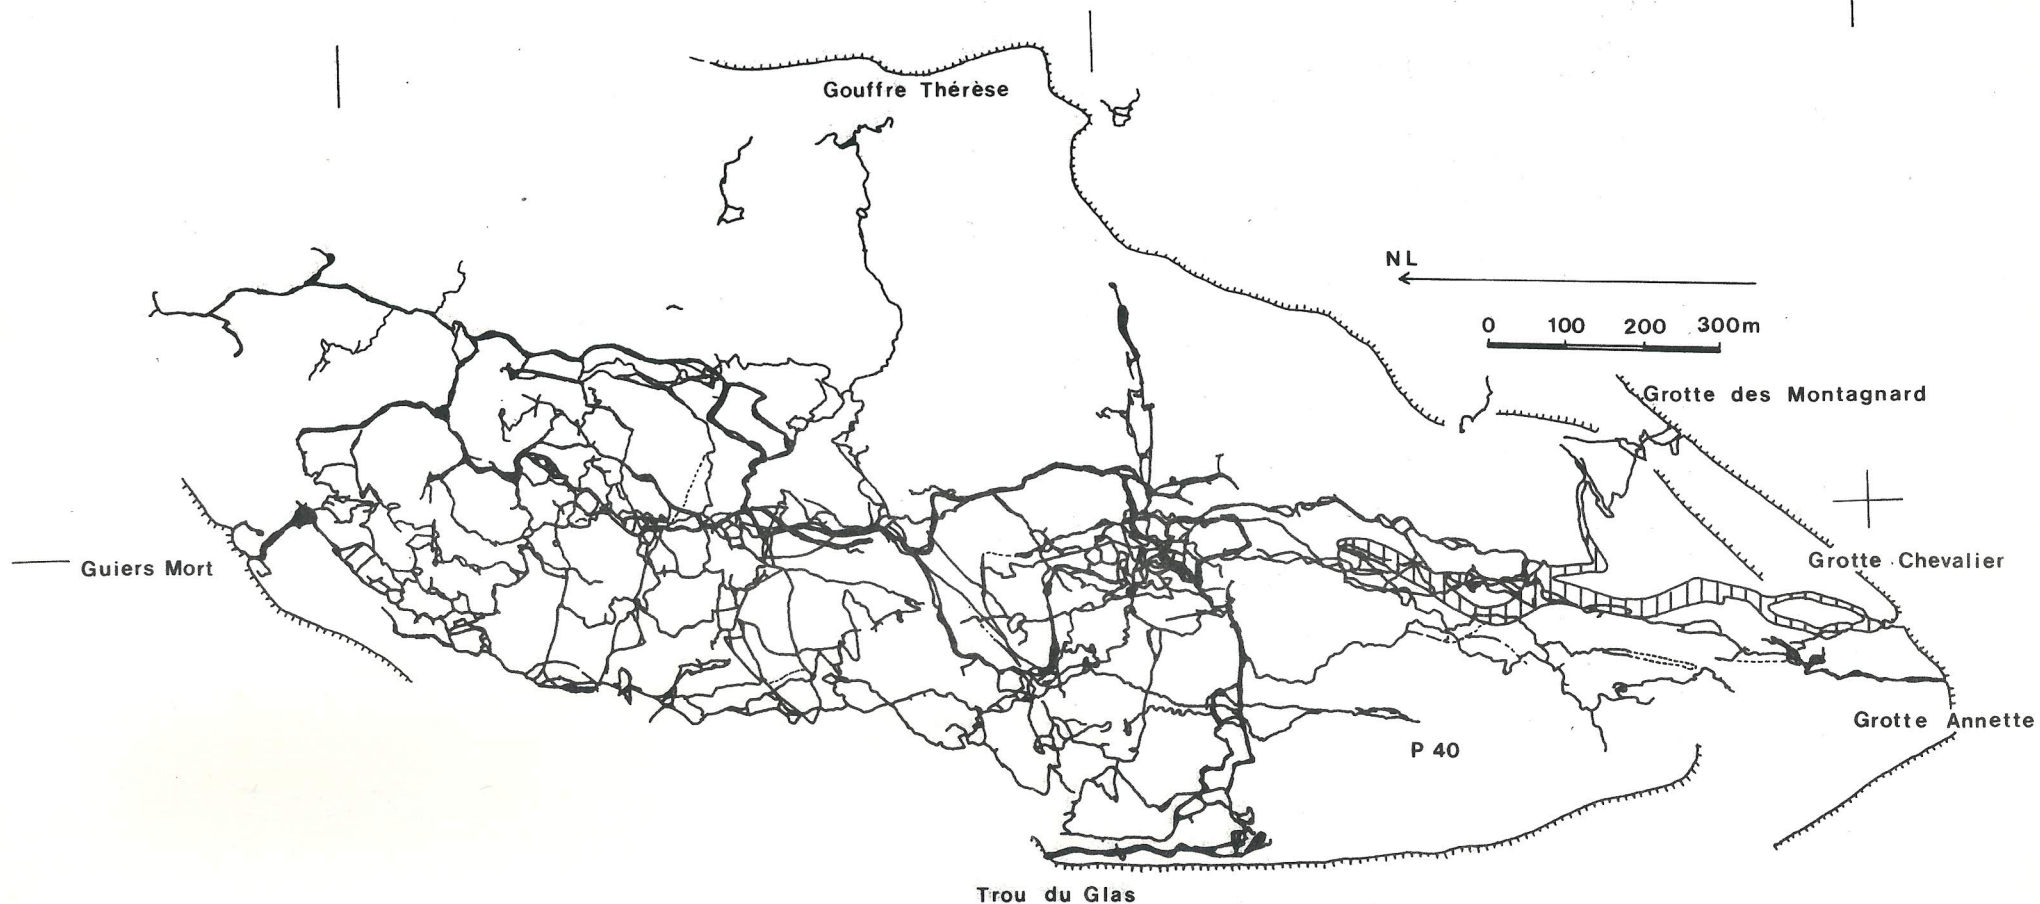 Gouffre Thérèse
NL
0 100 200 300m
Grotte des Montagnard
Grotte Chevalier
Guiers Mort
Grotte Annette
P 40
Trou du Glas